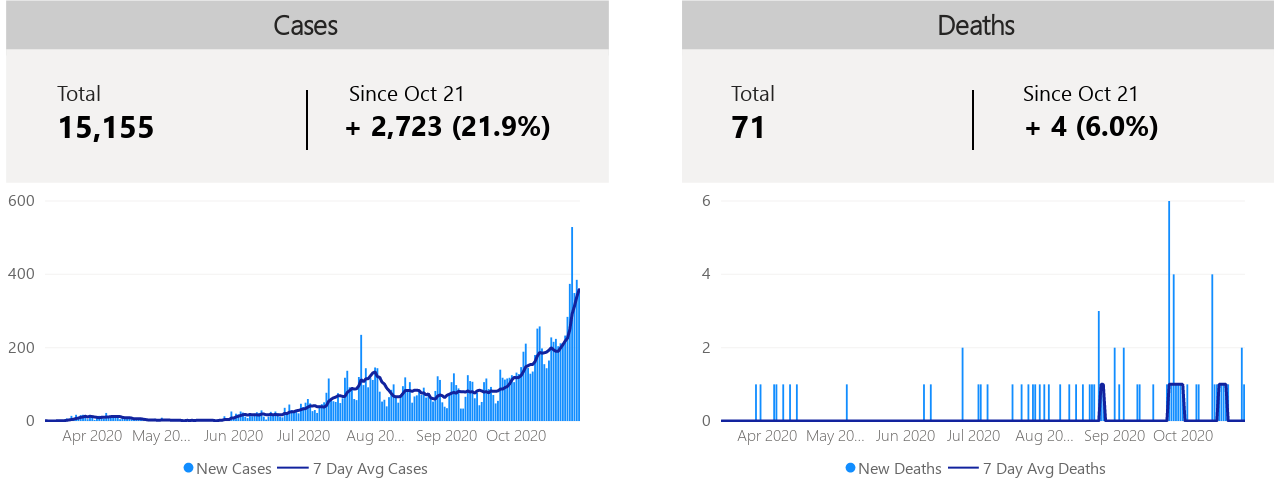 Cases
Total
Since Oct 21
15,155
+ 2,723 (21.9%)
600
400
200
0
Apr 2020 May 20... Jun 2020 Jul 2020 Aug 20... Sep 2020 Oct 2020
New Cases 7 Day Avg Cases
Deaths
Total
Since Oct 21
71
+ 4 (6.0%)
6
4
2
0
Apr 2020 May 20... Jun 2020 Jul 2020 Aug 20... Sep 2020 Oct 2020
New Deaths 7 Day Avg Deaths